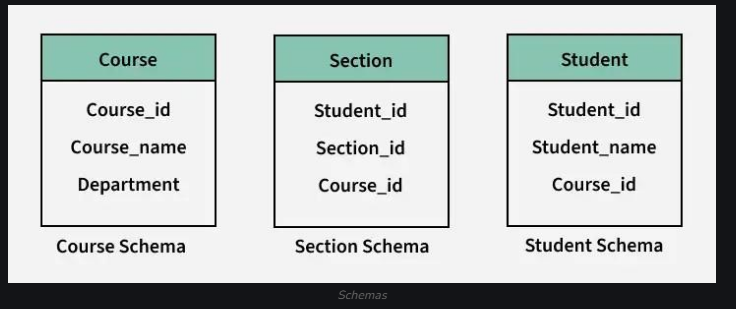 Course
Course_id
Course_name
Department
Course Schema
Section
Student_id
Section_id
Course_id
Section Schema
Student
Student_id
Student_name
Course_id
Student Schema
Schemas